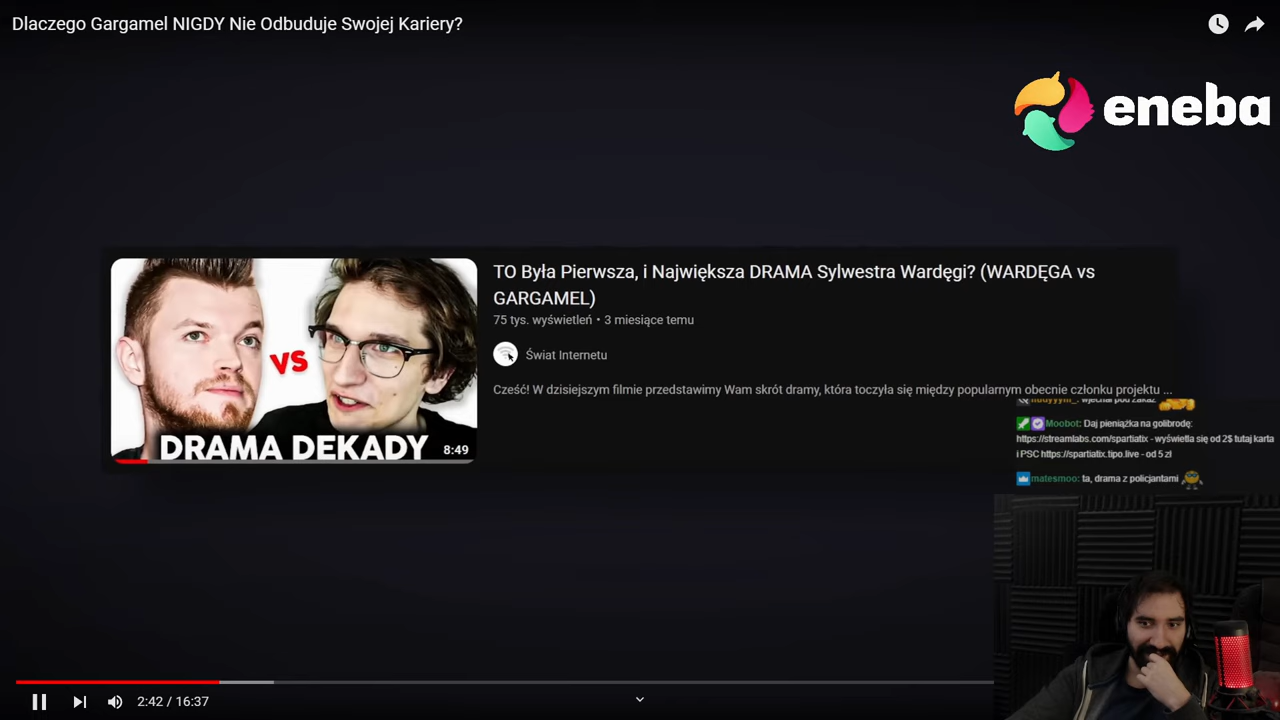 Dlaczego Gargamel NIGDY Nie Odbuduje Swojej Kariery?
eneba
TO Była Pierwsza, i Największa DRAMA Sylwestra Wardęgi? (WARDĘGA vs
GARGAMEL)
75 tys. wyświetleń • 3 miesiące temu
Świat Internetu
Cześć! W dzisiejszym filmie przedstawimy Wam skrót dramy, która toczyła się między popularnym obecnie członku projektu ...
VS
DRAMA DEKADY
8:49
wjechał pod zakaz
Moobot: Daj pieniążka na golibrodę:
https://streamlabs.com/spartiatix - wyświetla się od 2$ tutaj karta
i PSC https://spartiatix.tipo.live - od 5 zł
matesmoo: ta, drama z policjantami
2:42 / 16:37